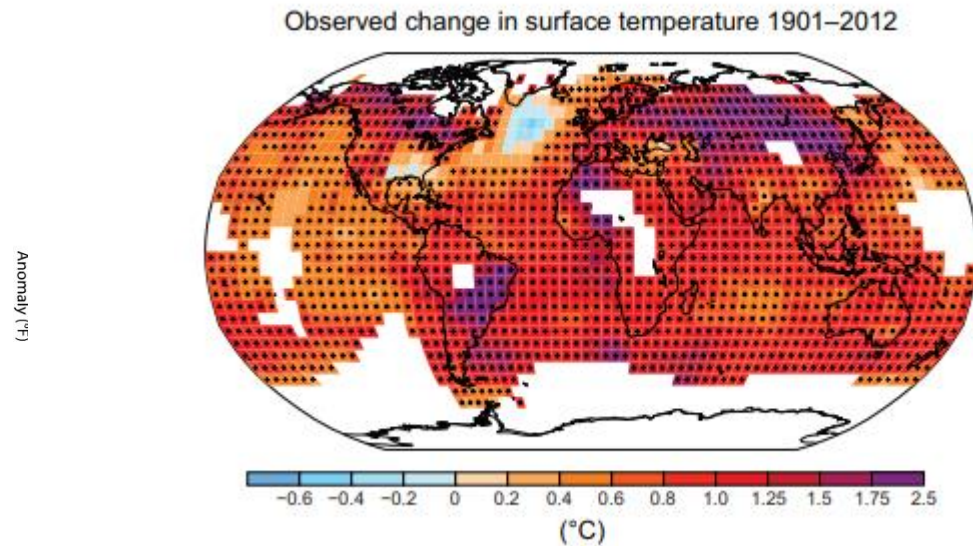 Observed change in surface temperature 1901–2012
Anomaly (°F)
−0.6 −0.4 −0.2 0 0.2 0.4 0.6 0.8 1.0 1.25 1.5 1.75 2.5
(°C)